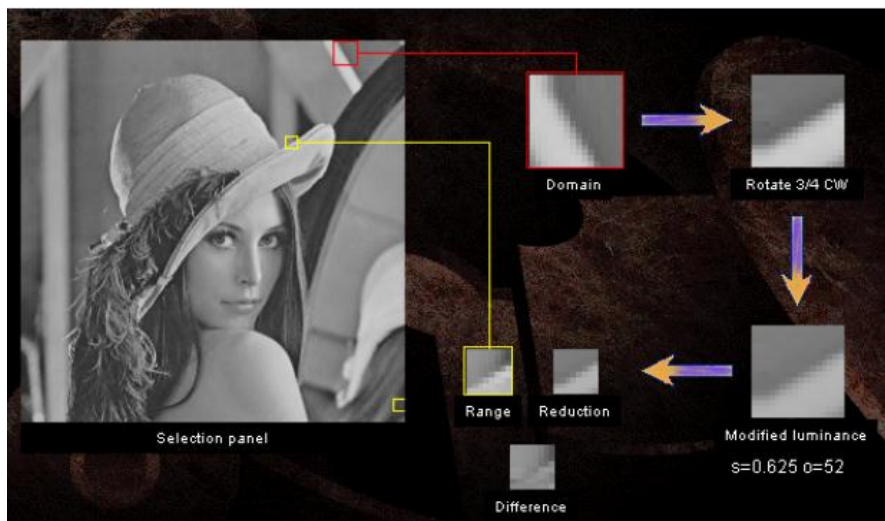 Domain
Rotate 3/4 CW
Range
Reduction
Modified luminance
s=0.625 o=52
Selection panel
Difference